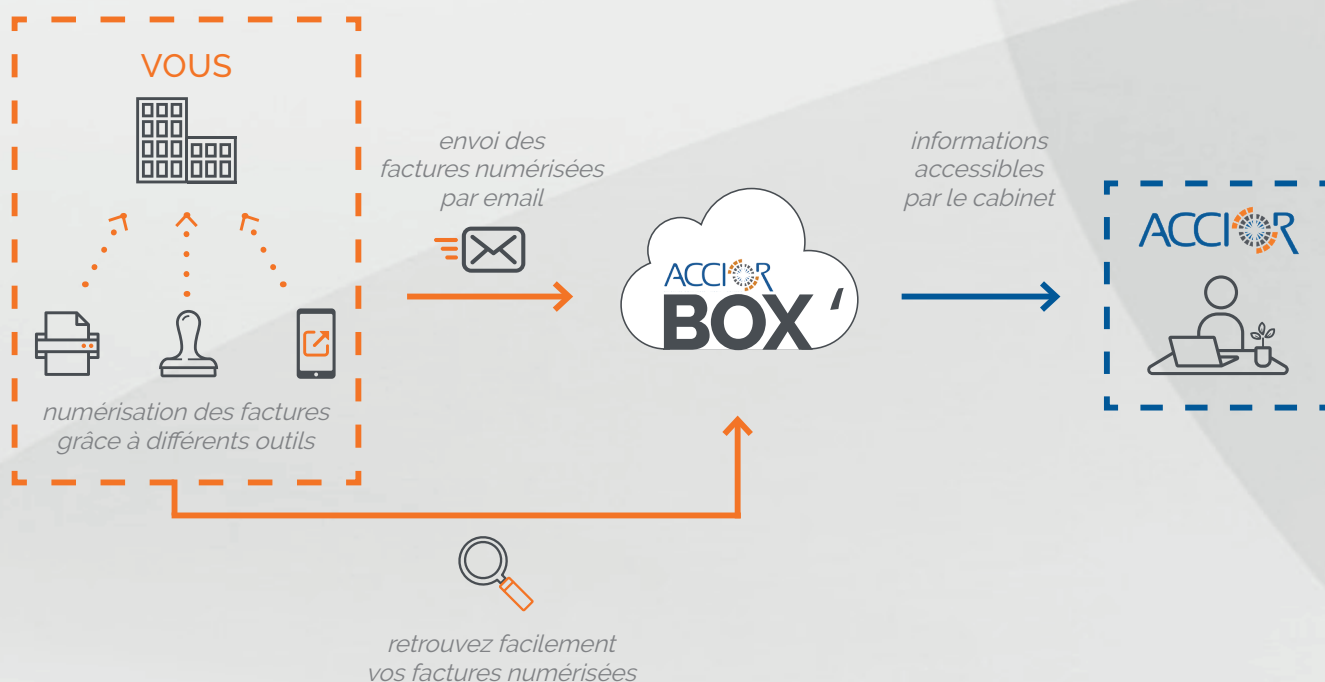 VOUS
numérisation des factures
grâce à différents outils
envoi des
factures numérisées
par email
ACCIOR
BOX '
informations
accessibles
par le cabinet
ACCIOR
retrouvez facilement
vos factures numérisées